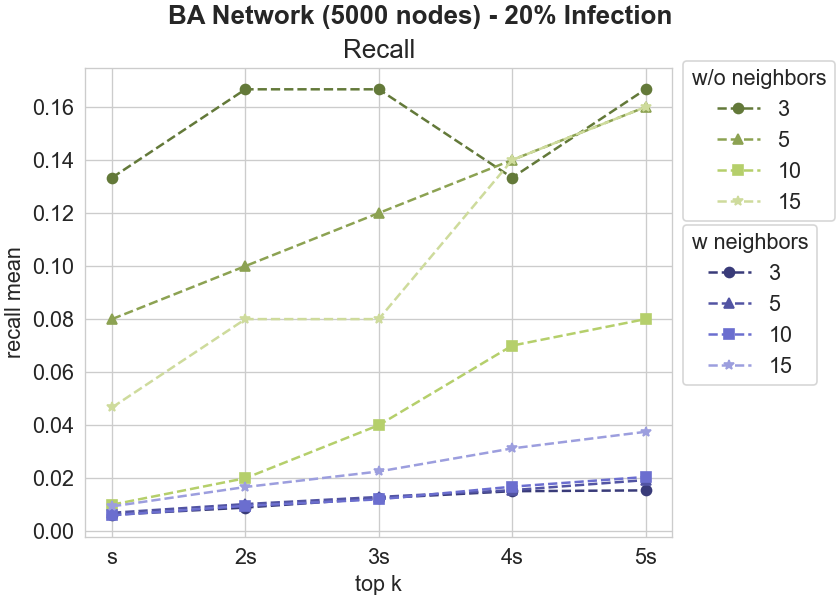 BA Network (5000 nodes) - 20% Infection
Recall
recall mean
0.16
0.14
0.12
0.10
0.08
0.06
0.04
0.02
0.00
s
2s
3s
4s
5s
top k
w/o neighbors
3
5
10
15
w neighbors
3
5
10
15